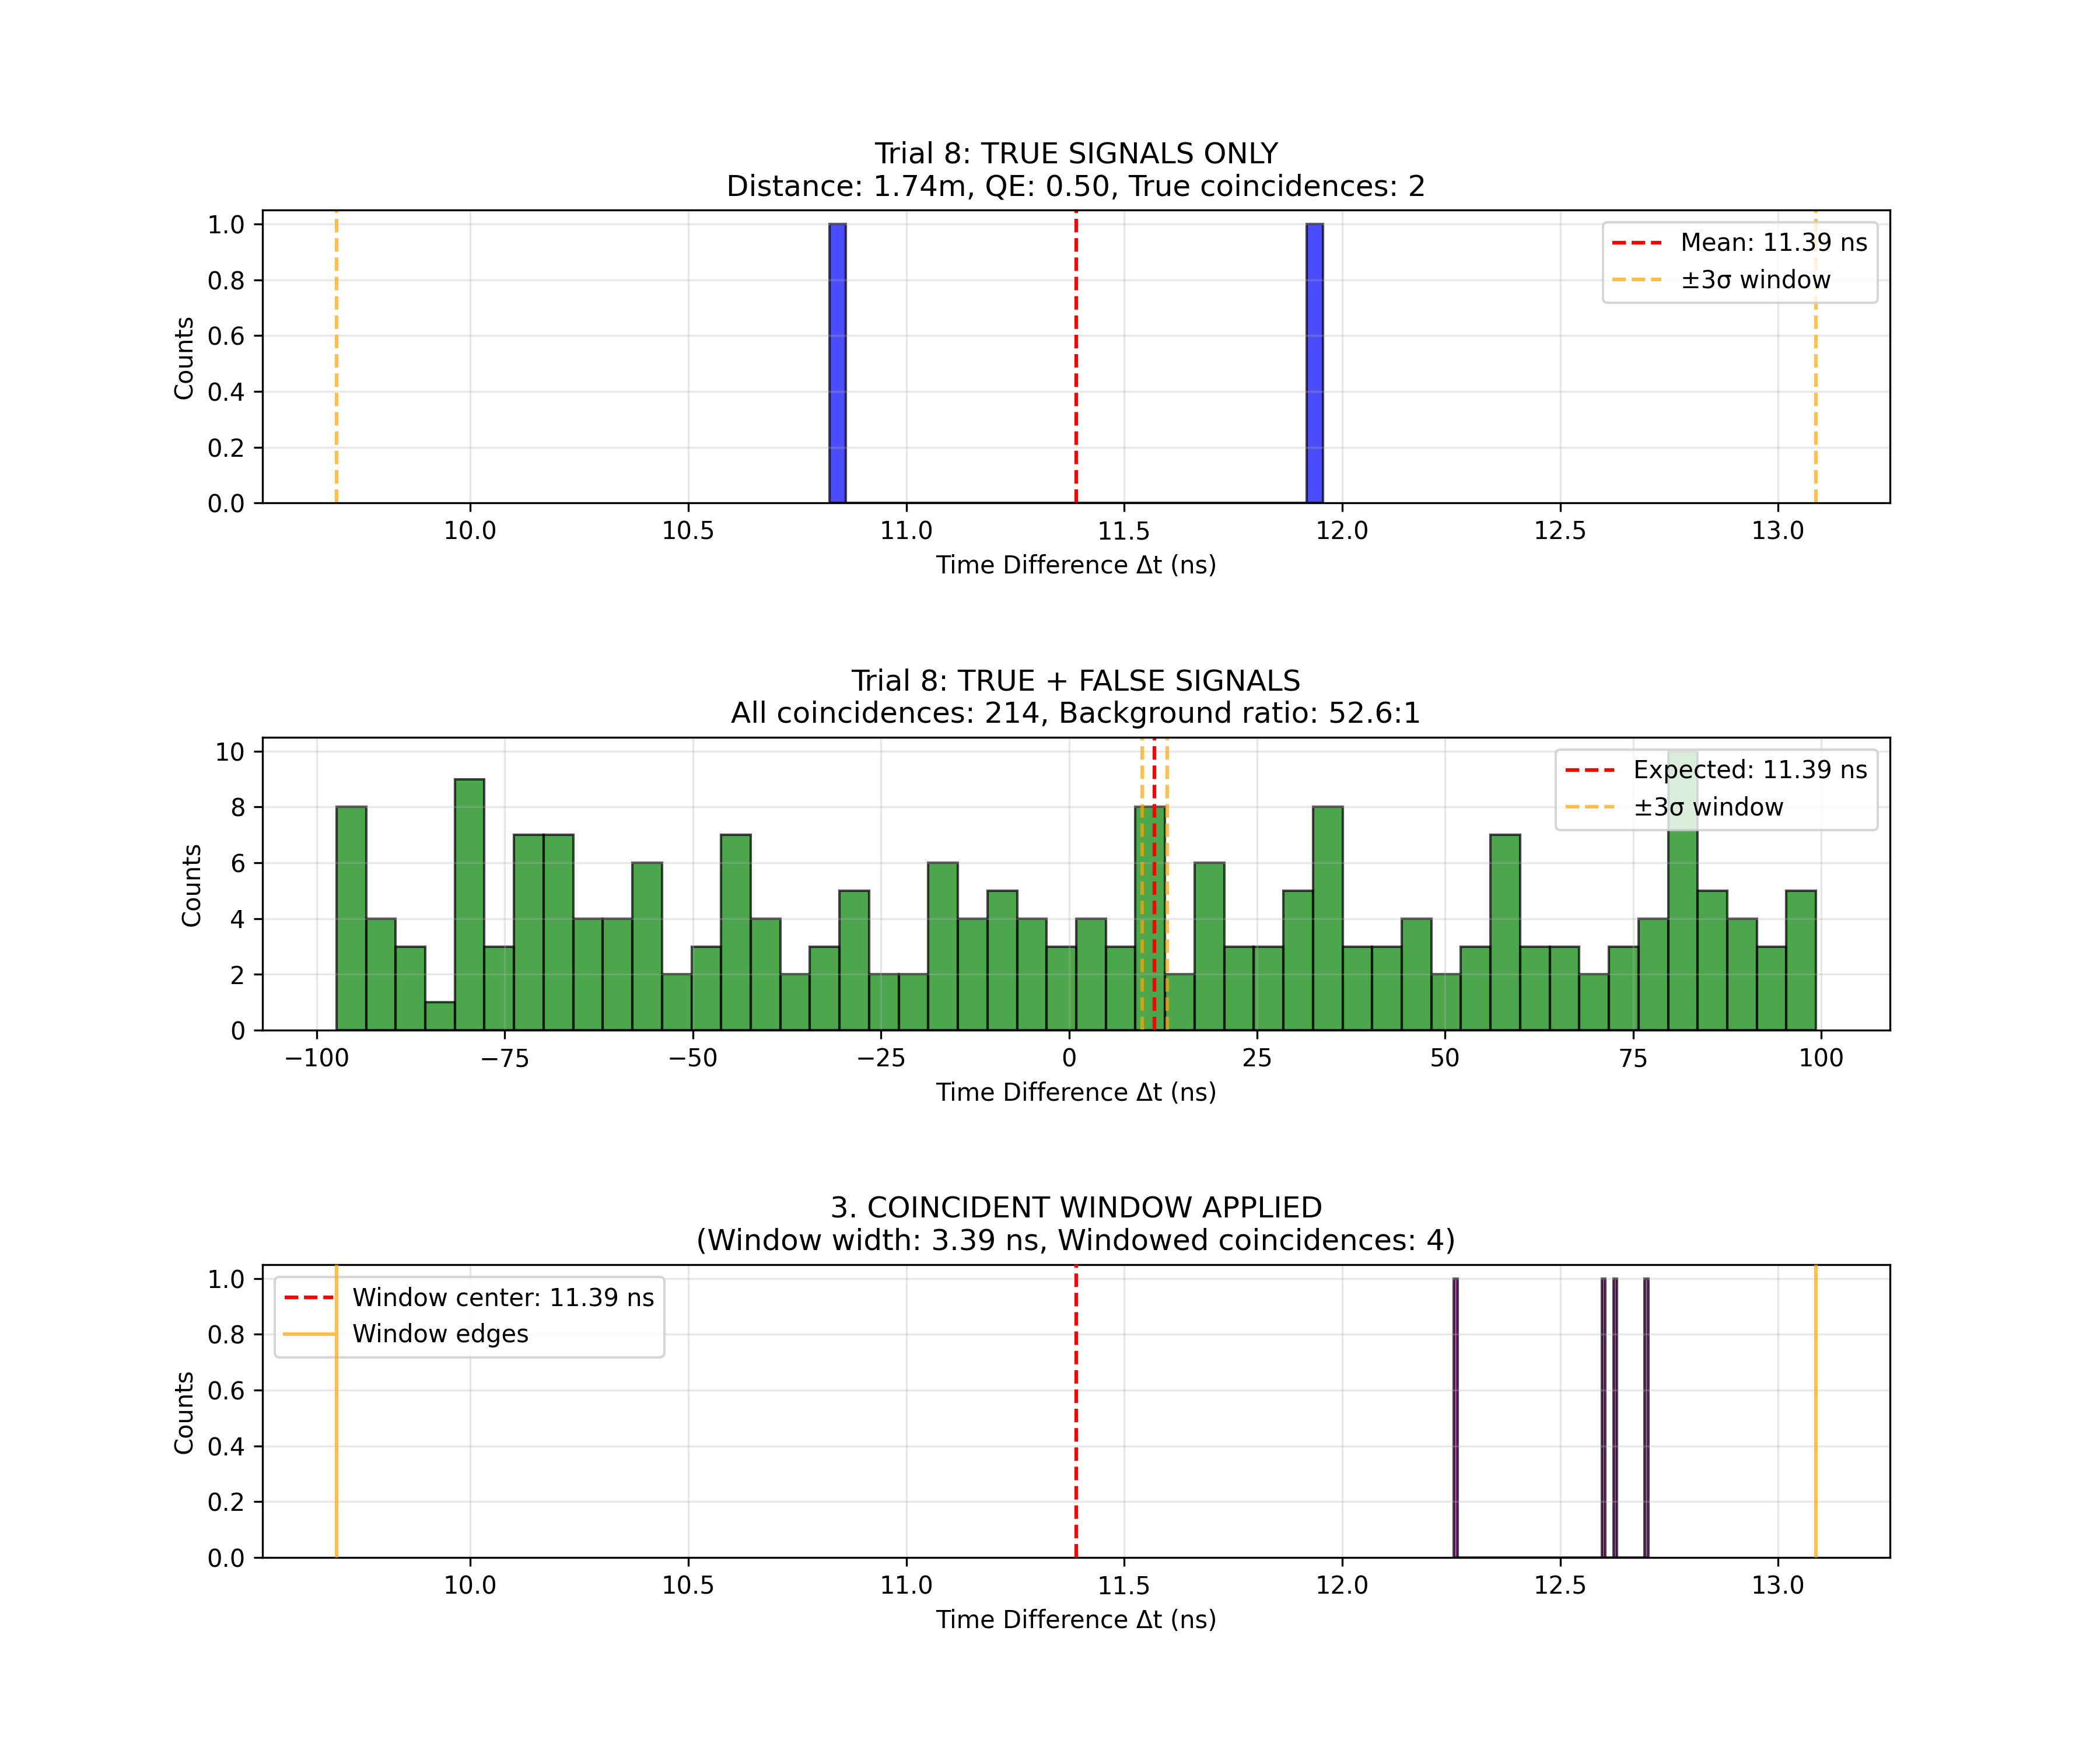 Trial 8: TRUE SIGNALS ONLY
Distance: 1.74m, QE: 0.50, True coincidences: 2
Counts
1.0
0.8
0.6
0.4
0.2
0.0
Mean: 11.39 ns
±3σ window
10.0 10.5 11.0 11.5 12.0 12.5 13.0
Time Difference Δt (ns)
Trial 8: TRUE + FALSE SIGNALS
All coincidences: 214, Background ratio: 52.6:1
Counts
10
8
6
4
2
0
Expected: 11.39 ns
±3σ window
−100 −75 −50 −25 0 25 50 75 100
Time Difference Δt (ns)
3. COINCIDENT WINDOW APPLIED
(Window width: 3.39 ns, Windowed coincidences: 4)
Counts
1.0
0.8
0.6
0.4
0.2
0.0
Window center: 11.39 ns
Window edges
10.0 10.5 11.0 11.5 12.0 12.5 13.0
Time Difference Δt (ns)